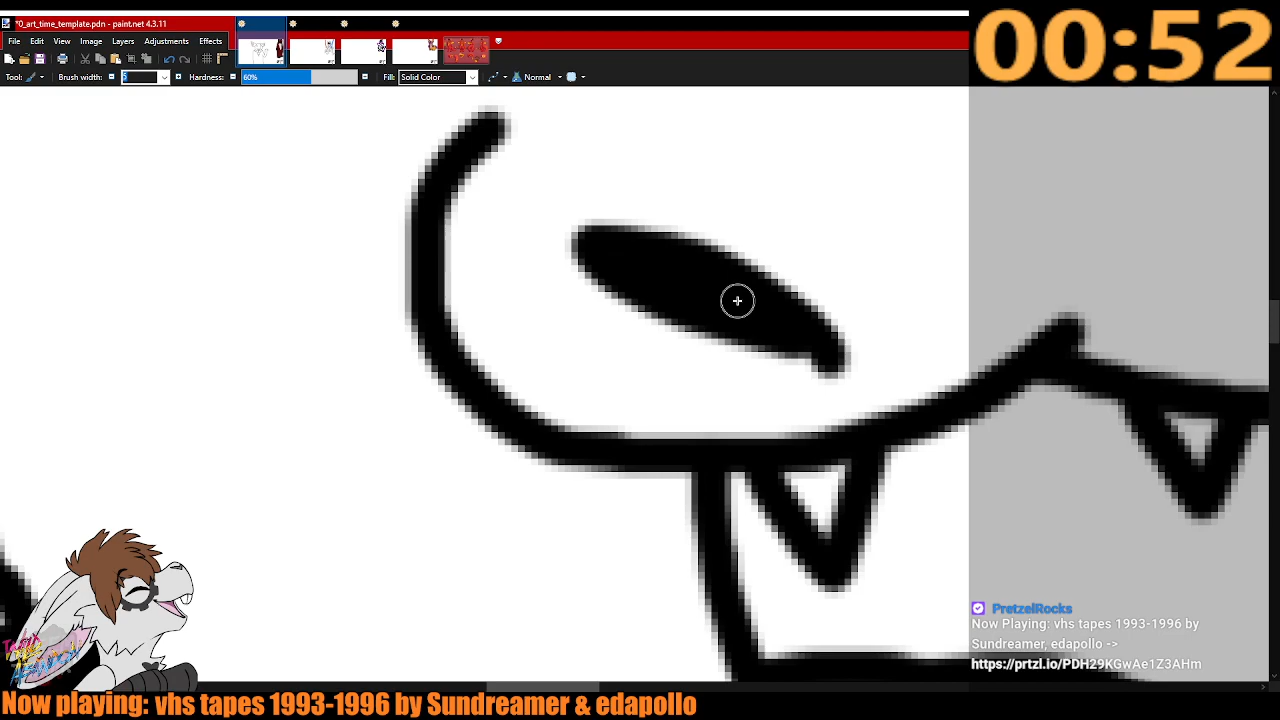 *0_art_time_template.pdn - paint.net 4.3.11
00:52
File Edit View Image Layers Adjustments Effects
Tool: Brush width: Hardness: 60% Fill: Solid Color Normal
PretzelRocks
Now Playing: vhs tapes 1993-1996 by
Sundreamer, edapollo ->
https://prtzl.io/PDH29KGwAe1Z3AHm
Now playing: vhs tapes 1993-1996 by Sundreamer & edapollo